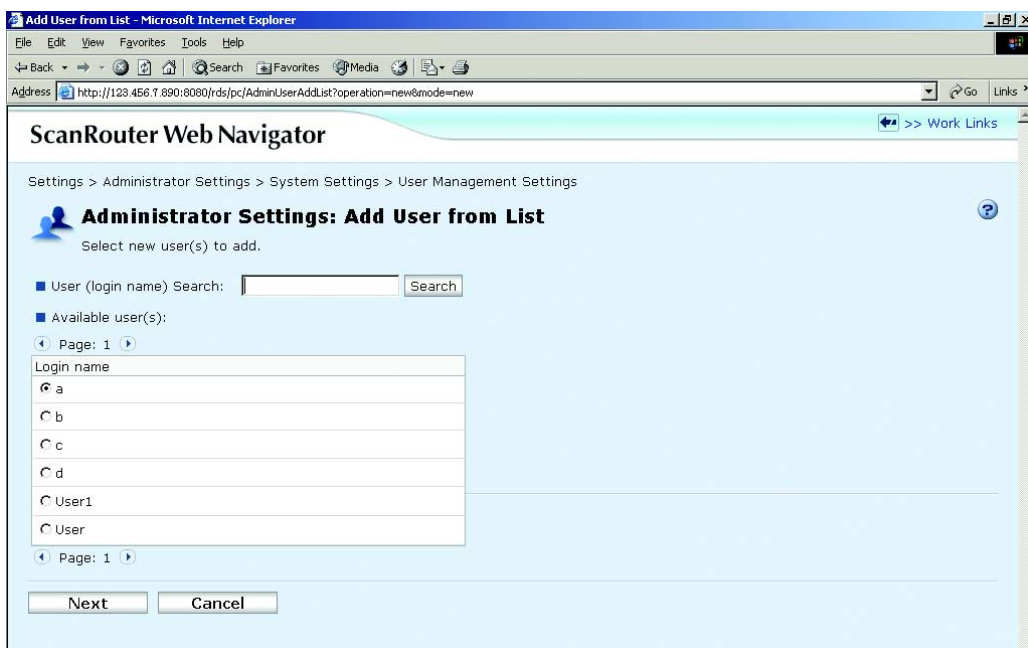 Add User from List - Microsoft Internet Explorer
File Edit View Favorites Tools Help
Back Search Favorites Media
Address http://123.456.7.890:8080/rds/pc/AdminUserAddList?operation=new&mode=new Go Links
ScanRouter Web Navigator
>> Work Links
Settings > Administrator Settings > System Settings > User Management Settings
Administrator Settings: Add User from List
?
Select new user(s) to add.
User (login name) Search: Search
Available user(s):
Page: 1
Login name
a
b
c
d
User1
User
Page: 1
Next Cancel